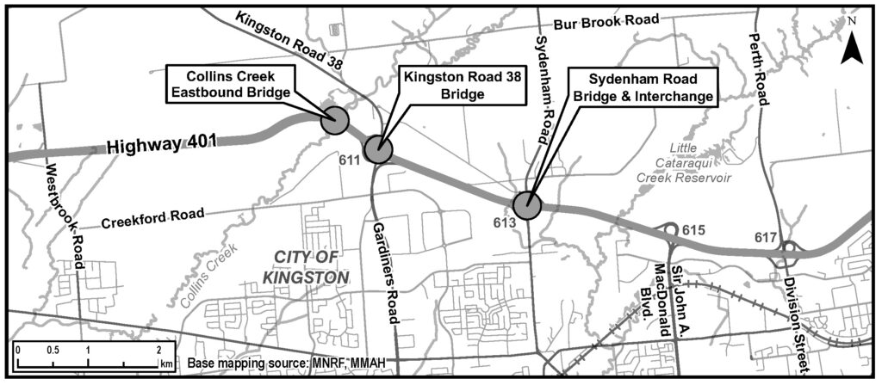 Kingston Road 38
Bur Brook Road
N
Sydenham Road
Perth Road
Collins Creek
Eastbound Bridge
Kingston Road 38
Bridge
Sydenham Road
Bridge & Interchange
Highway 401
611
Little
Cataraqui
Creek Reservoir
Westbrook Road
Creekford Road
613
615
617
Collins Creek
CITY OF
KINGSTON
Gardiners Road
Sir John A.
MacDonald
Blvd.
Division Street
0 0.5 1 2
km
Base mapping source: MNRF, MMAH